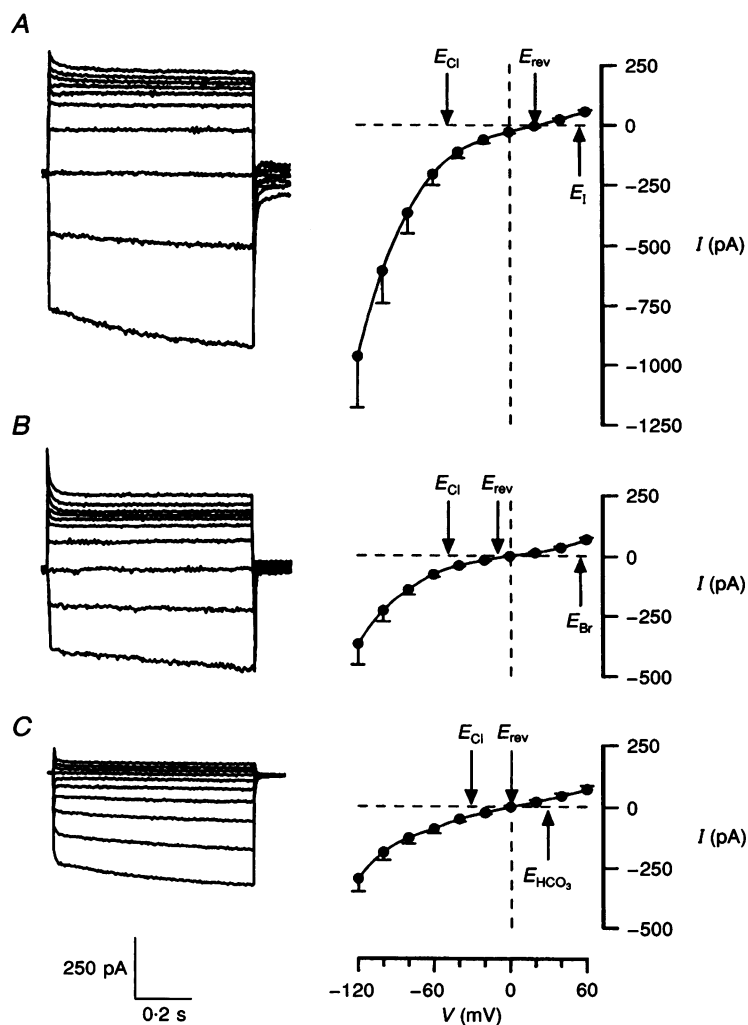 A
E_Cl E_rev
250
0
−250
−500
−750
−1000
−1250
E_I
I (pA)
B
E_Cl E_rev
250
0
−250
−500
E_Br
I (pA)
C
E_Cl E_rev
250
0
−250
−500
E_HCO₃
I (pA)
250 pA
0·2 s
−120 −60 0 60
V (mV)